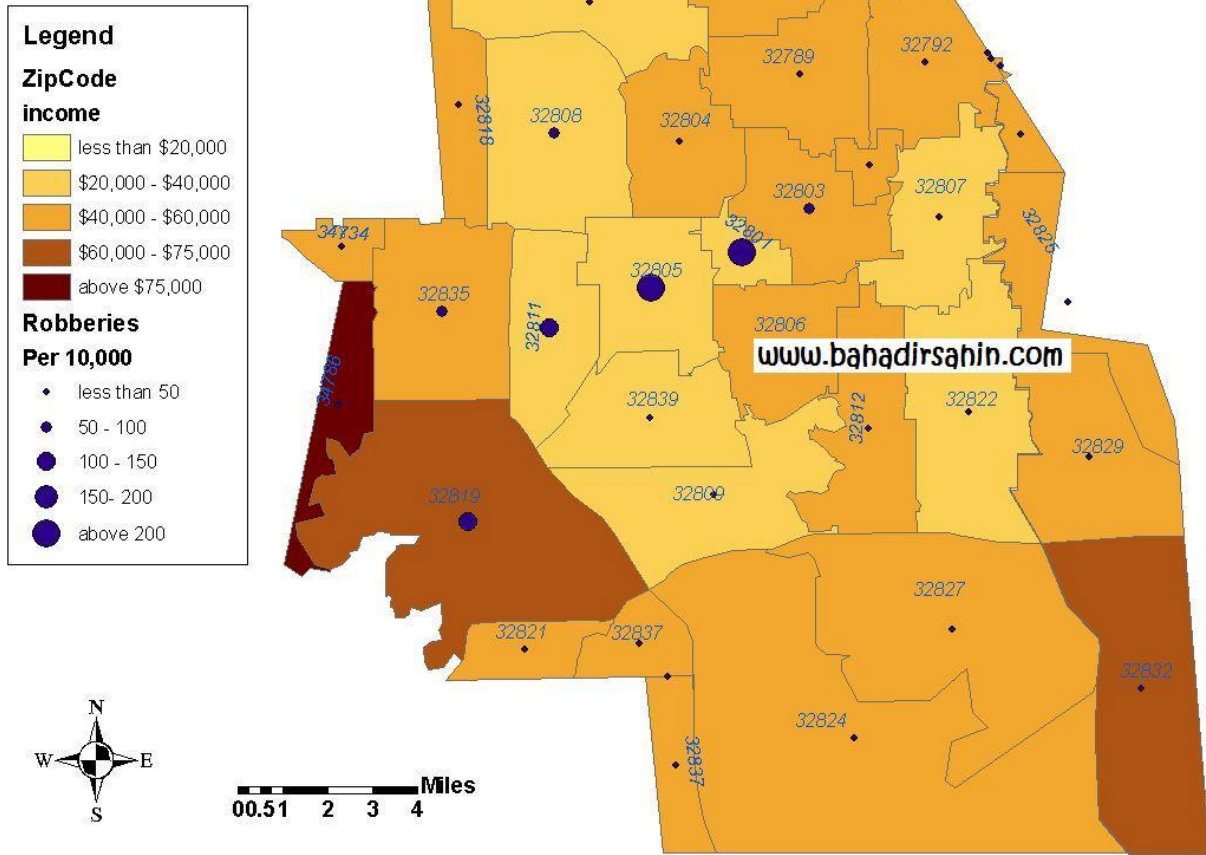 Legend
ZipCode
income
less than $20,000
$20,000 - $40,000
$40,000 - $60,000
$60,000 - $75,000
above $75,000
Robberies
Per 10,000
less than 50
50 - 100
100 - 150
150- 200
above 200
32789
32792
32818
32808
32804
32807
32803
32825
34734
32801
32805
32835
32811
32806
www.bahadirsahin.com
34786
32839
32812
32822
32829
32819
32809
32827
32821
32837
32832
32824
32837
N
W
E
S
Miles
00.51 2 3 4